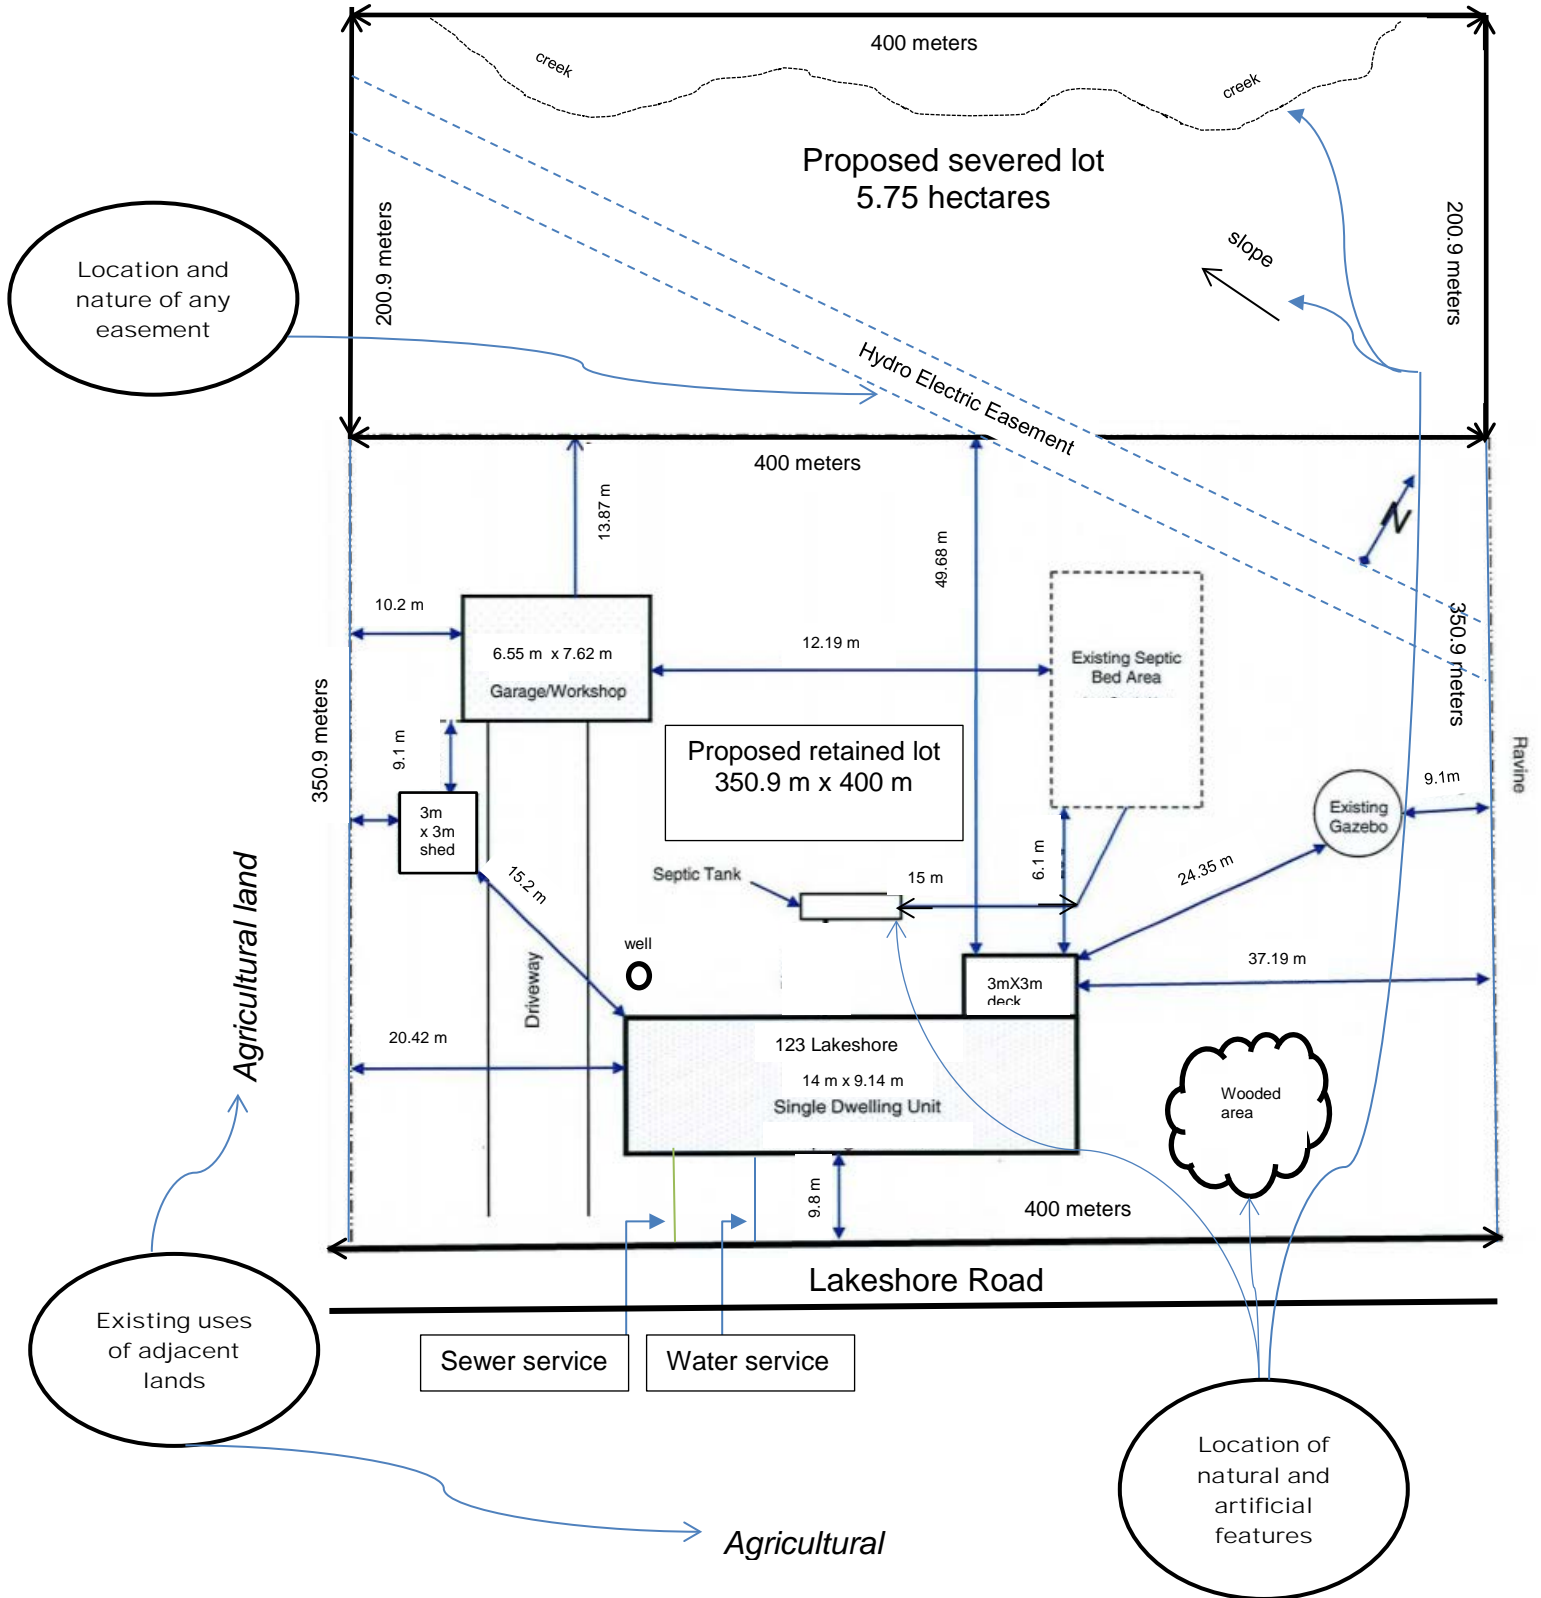 400 meters
creek
creek
Proposed severed lot
5.75 hectares
200.9 meters
200.9 meters
slope
Location and
nature of any
easement
Hydro Electric Easement
400 meters
13.87 m
49.68 m
N
10.2 m
6.55 m x 7.62 m
Garage/Workshop
12.19 m
Existing Septic
Bed Area
350.9 meters
350.9 meters
Ravine
9.1 m
Proposed retained lot
350.9 m x 400 m
9.1m
Existing
Gazebo
3m
x 3m
shed
15.2 m
Septic Tank
15 m
6.1 m
24.35 m
Agricultural land
well
Driveway
3mX3m
deck
37.19 m
20.42 m
123 Lakeshore
14 m x 9.14 m
Single Dwelling Unit
Wooded
area
9.8 m
400 meters
Lakeshore Road
Existing uses
of adjacent
lands
Sewer service
Water service
Location of
natural and
artificial
features
Agricultural